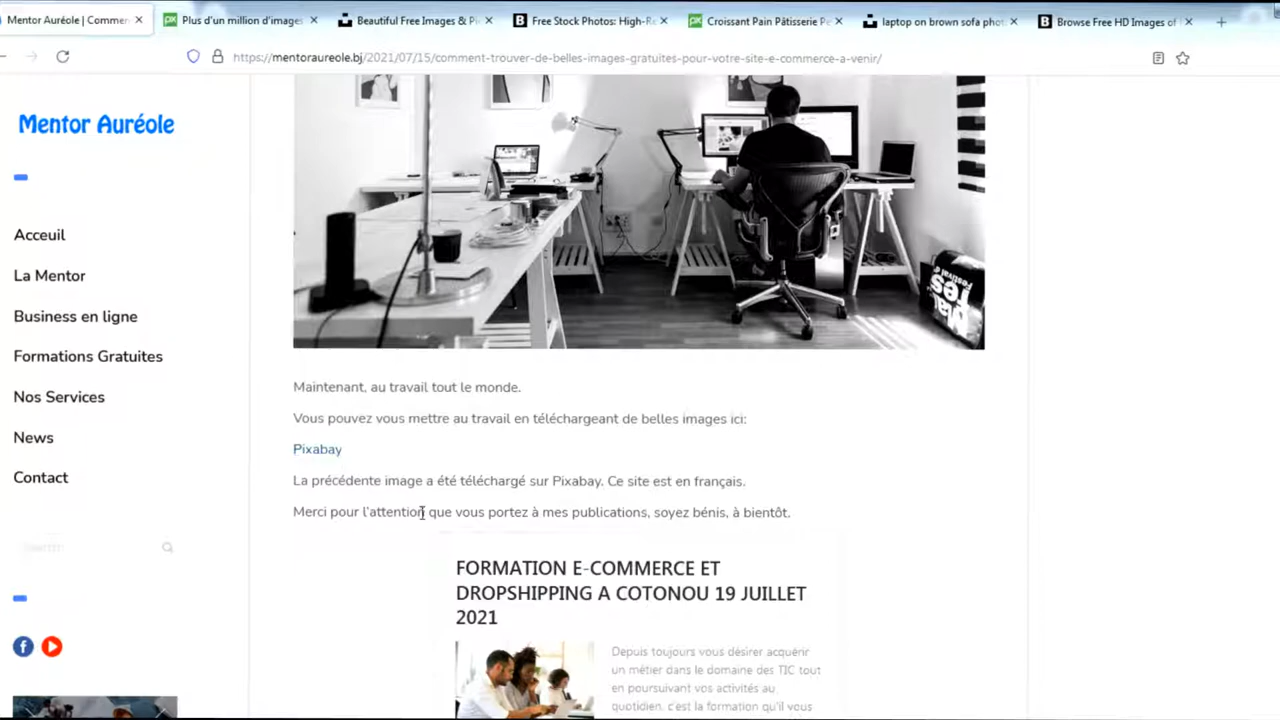 Mentor Auréole | Commer
Plus d'un million d'images
Beautiful Free Images & Pi
Free Stock Photos: High-Re
Croissant Pain Pâtisserie Pe
laptop on brown sofa phot
Browse Free HD Images of
https://mentoraureole.bj/2021/07/15/comment-trouver-de-belles-images-gratuites-pour-votre-site-e-commerce-a-venir/
Mentor Auréole
Acceuil
La Mentor
Business en ligne
Formations Gratuites
Nos Services
News
Contact
Search
Maintenant, au travail tout le monde.
Vous pouvez vous mettre au travail en téléchargeant de belles images ici:
Pixabay
La précédente image a été téléchargé sur Pixabay. Ce site est en français.
Merci pour l'attention que vous portez à mes publications, soyez bénis, à bientôt.
FORMATION E-COMMERCE ET
DROPSHIPPING A COTONOU 19 JUILLET
2021
Depuis toujours vous désirer acquérir
un métier dans le domaine des TIC tout
en poursuivant vos activités au
quotidien, c'est la formation qu'il vous